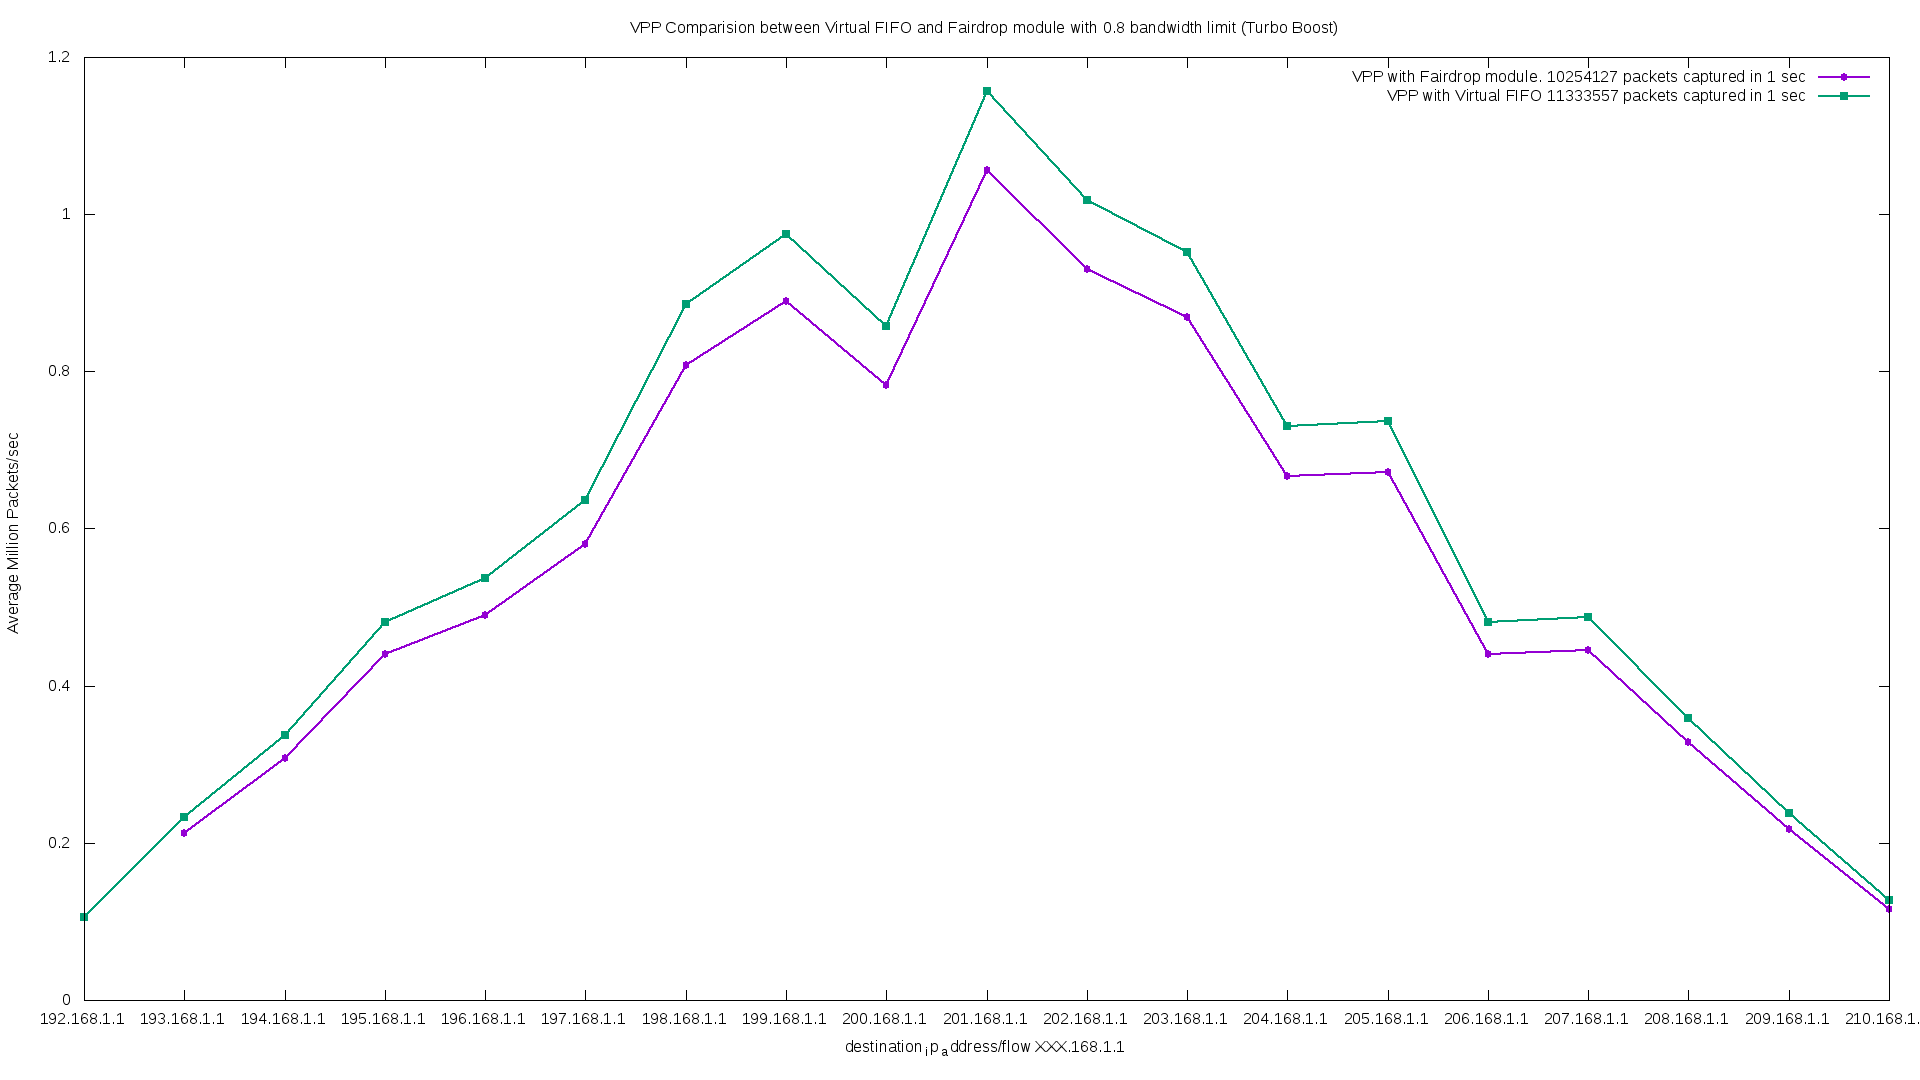 VPP Comparision between Virtual FIFO and Fairdrop module with 0.8 bandwidth limit (Turbo Boost)
VPP with Fairdrop module. 10254127 packets captured in 1 sec
VPP with Virtual FIFO 11333557 packets captured in 1 sec
1.2
1
0.8
0.6
0.4
0.2
0
Average Million Packets/sec
192.168.1.1 193.168.1.1 194.168.1.1 195.168.1.1 196.168.1.1 197.168.1.1 198.168.1.1 199.168.1.1 200.168.1.1 201.168.1.1 202.168.1.1 203.168.1.1 204.168.1.1 205.168.1.1 206.168.1.1 207.168.1.1 208.168.1.1 209.168.1.1 210.168.1.
destinationipaddress/flow XXX.168.1.1